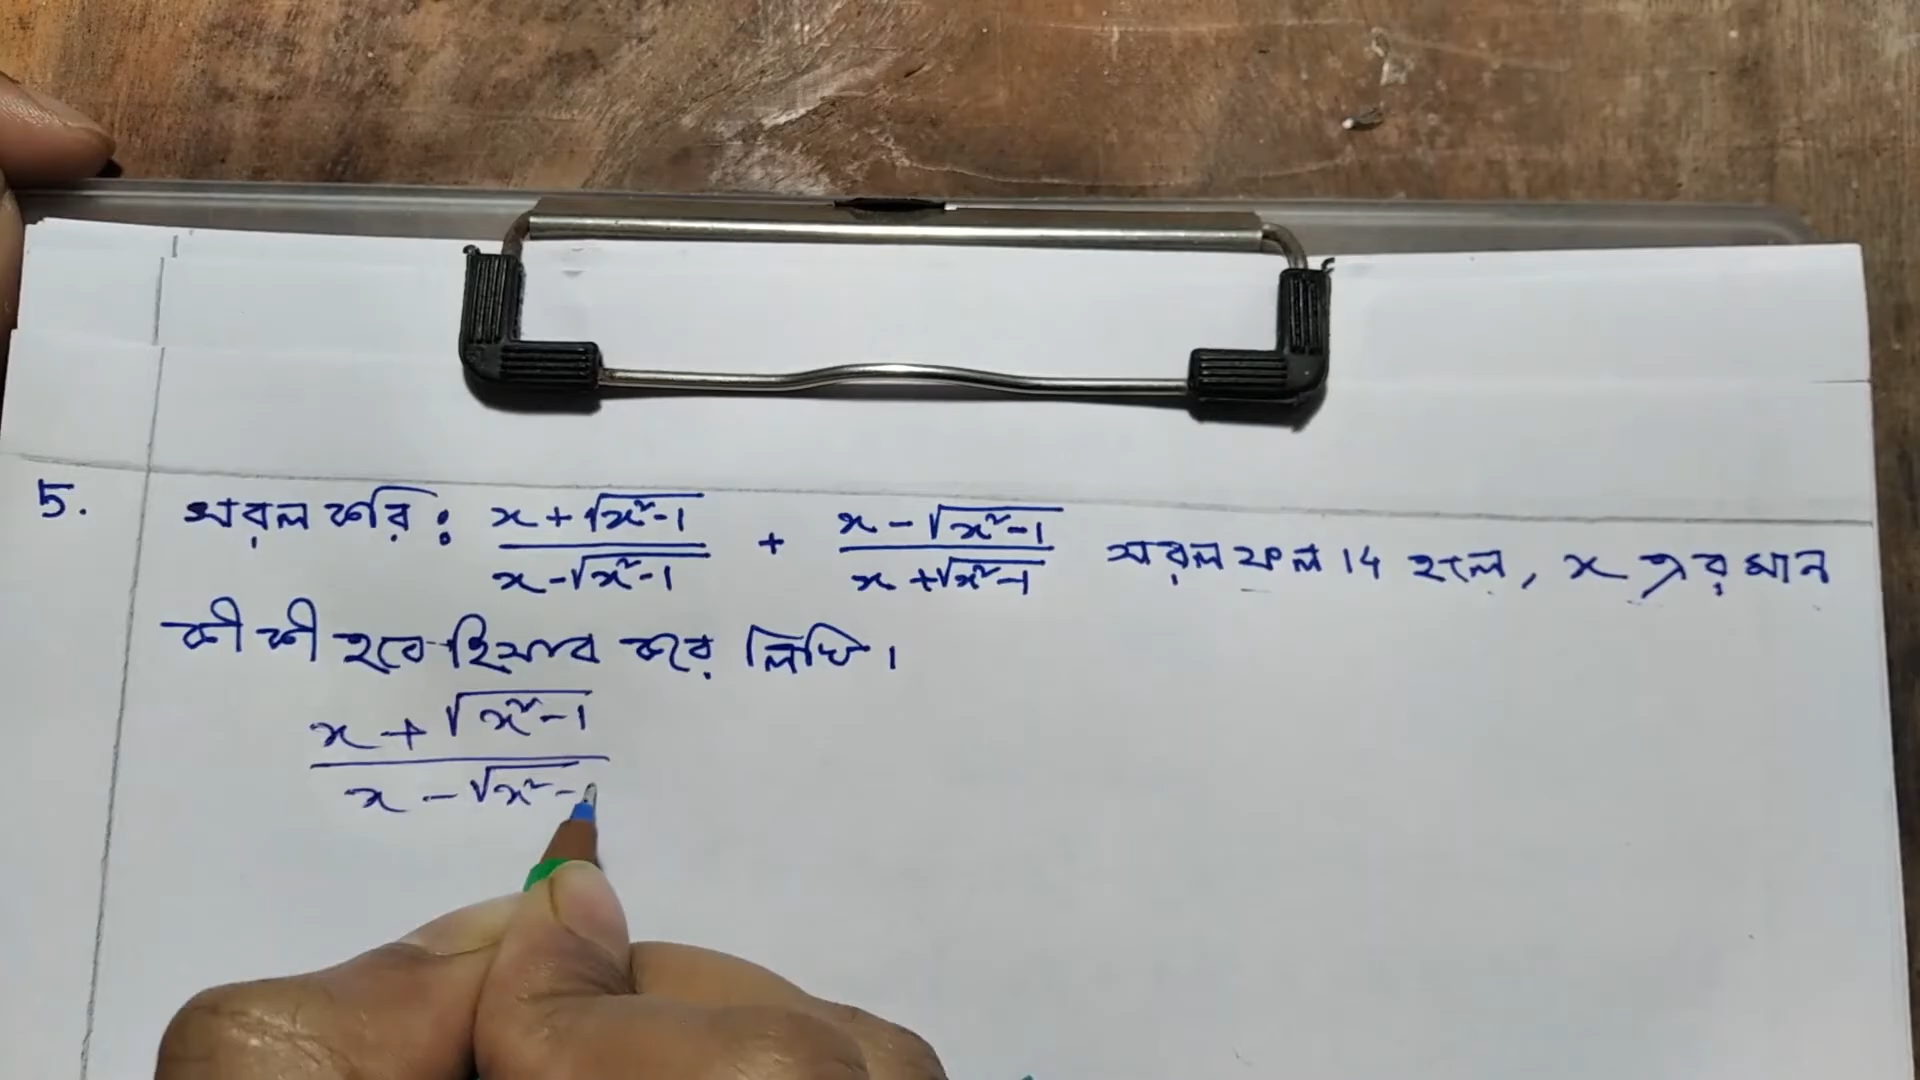 5. সরল করি: (x+√(x²-1))/(x-√(x²-1)) + (x-√(x²-1))/(x+√(x²-1)) সরলফল 14 হলে, x এর মান
কী কী হবে হিসাব করে লিখি।
(x+√(x²-1))/(x-√(x²-